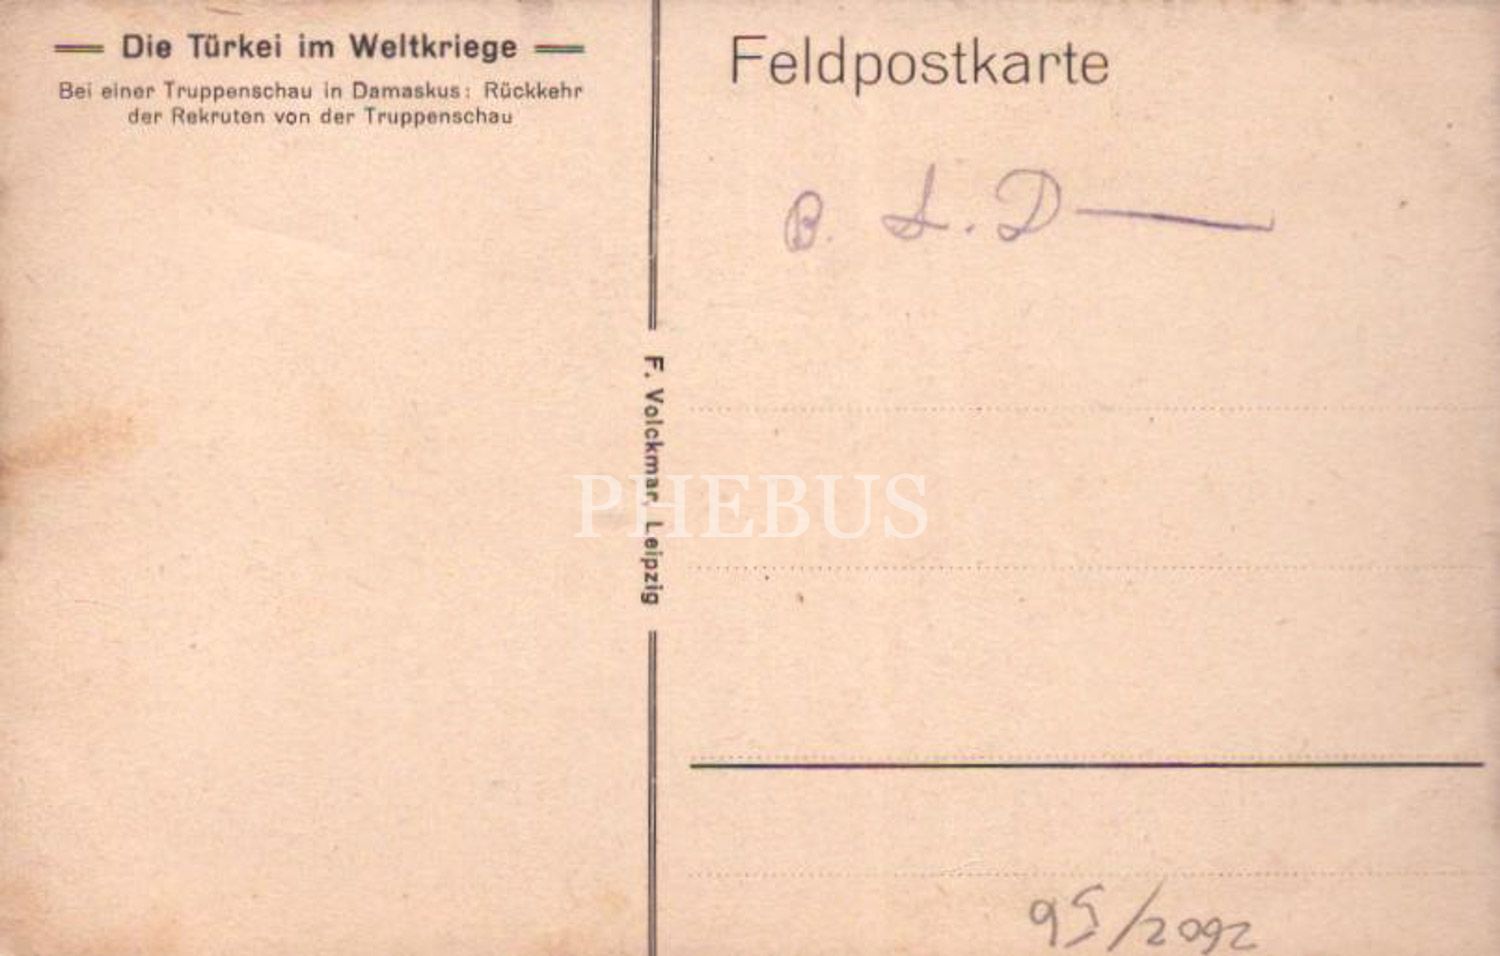 Die Türkei im Weltkriege
Bei einer Truppenschau in Damaskus: Rückkehr
der Rekruten von der Truppenschau
Feldpostkarte
F. Volckmar, Leipzig
PHEBUS
95/2092